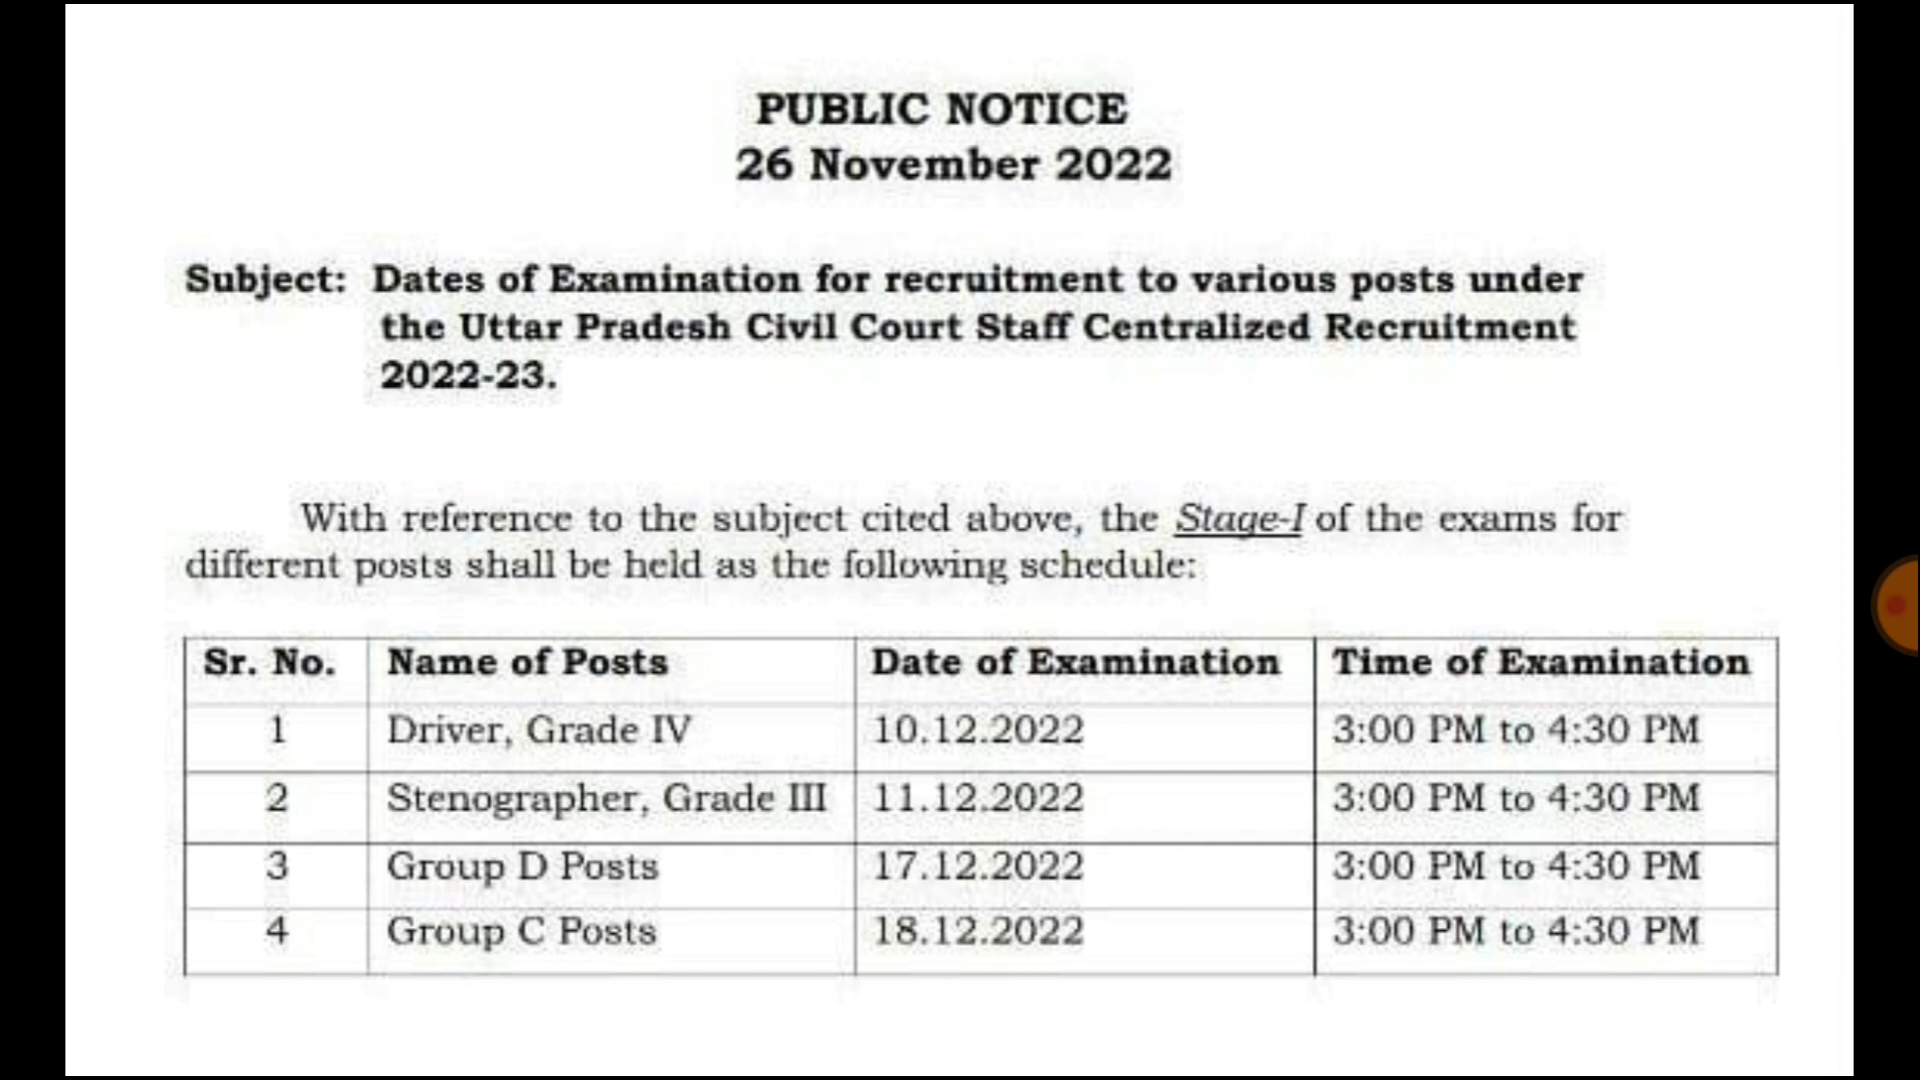 PUBLIC NOTICE
26 November 2022
Subject: Dates of Examination for recruitment to various posts under
the Uttar Pradesh Civil Court Staff Centralized Recruitment
2022-23.
With reference to the subject cited above, the Stage-I of the exams for
different posts shall be held as the following schedule:
Sr. No. Name of Posts Date of Examination Time of Examination
1 Driver, Grade IV 10.12.2022 3:00 PM to 4:30 PM
2 Stenographer, Grade III 11.12.2022 3:00 PM to 4:30 PM
3 Group D Posts 17.12.2022 3:00 PM to 4:30 PM
4 Group C Posts 18.12.2022 3:00 PM to 4:30 PM